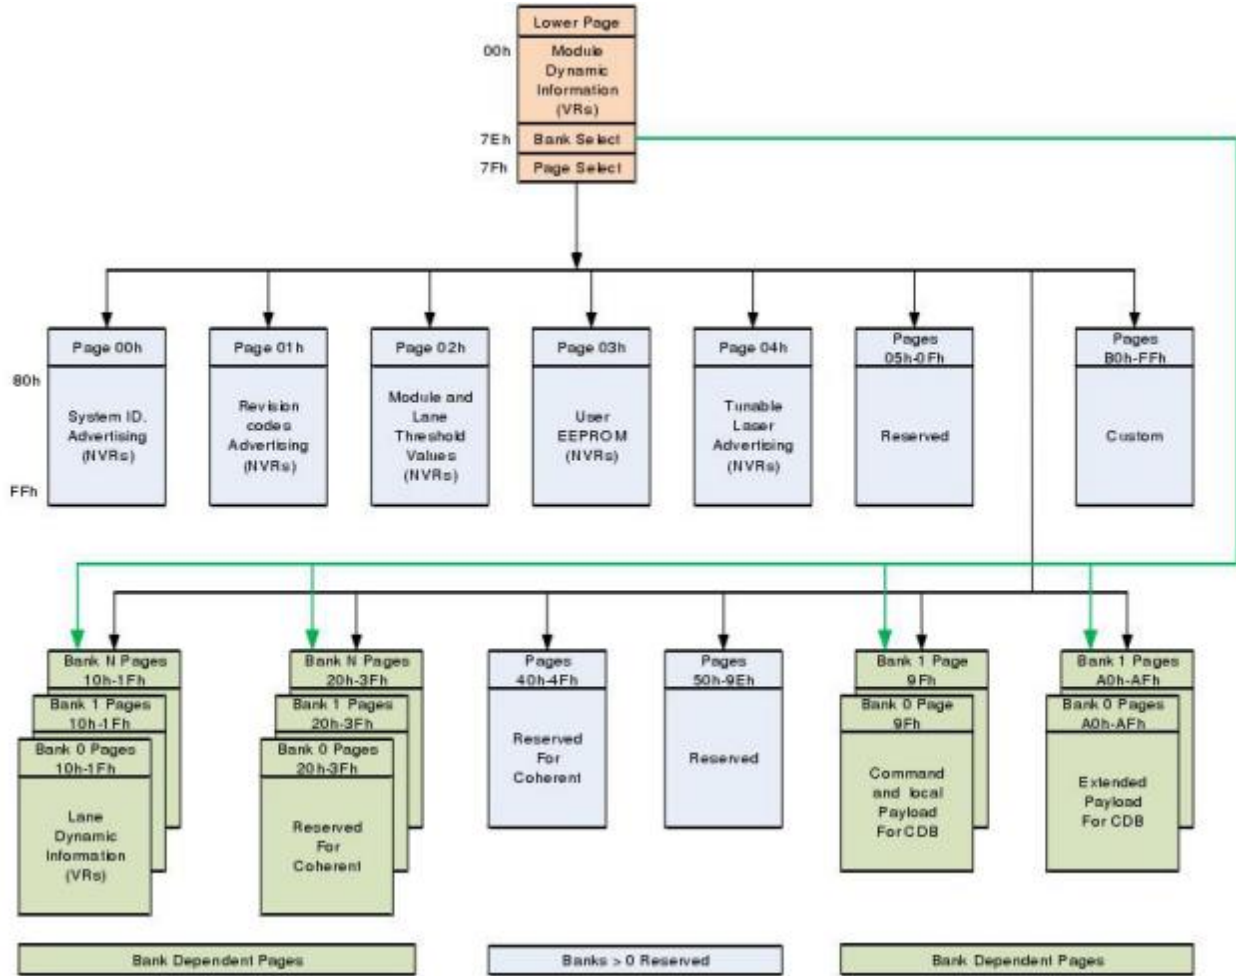 Lower Page
00h
Module
Dynamic
Information
(VRs)
7Eh
Bank Select
7Fh
Page Select
Page 00h
Page 01h
Page 02h
Page 03h
Page 04h
Pages
05h-0Fh
Pages
B0h-FFh
80h
System ID.
Advertising
(NVRs)
Revision
codes
Advertising
(NVRs)
Module and
Lane
Threshold
Values
(NVRs)
User
EEPROM
(NVRs)
Tunable
Laser
Advertising
(NVRs)
Reserved
Custom
FFh
Bank N Pages
10h-1Fh
Bank 1 Pages
10h-1Fh
Bank 0 Pages
10h-1Fh
Lane
Dynamic
Information
(VRs)
Bank N Pages
20h-3Fh
Bank 1 Pages
20h-3Fh
Bank 0 Pages
20h-3Fh
Reserved
For
Coherent
Pages
40h-4Fh
Reserved
For
Coherent
Pages
50h-9Eh
Reserved
Bank 1 Page
9Fh
Bank 0 Page
9Fh
Command
and local
Payload
For CDB
Bank 1 Pages
A0h-AFh
Bank 0 Pages
A0h-AFh
Extended
Payload
For CDB
Bank Dependent Pages
Banks > 0 Reserved
Bank Dependent Pages